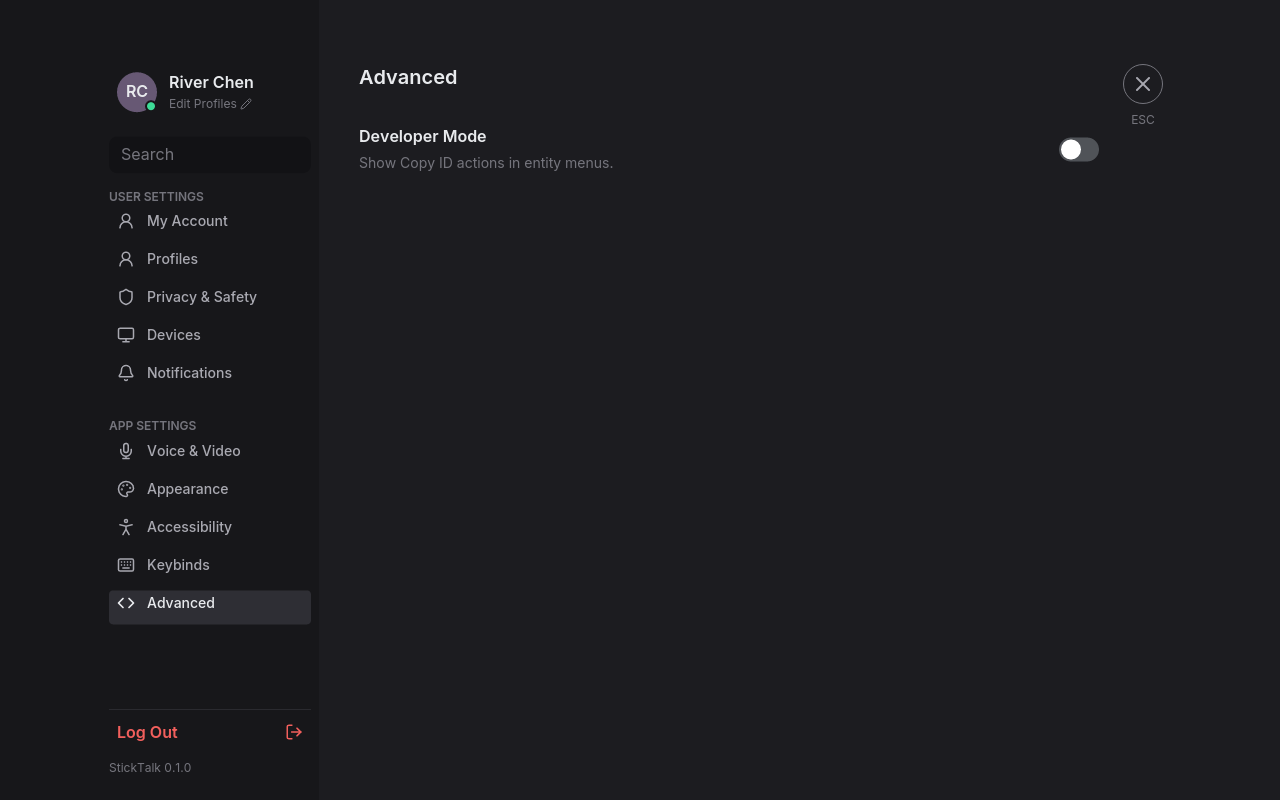 RC
River Chen
Edit Profiles
Search
USER SETTINGS
My Account
Profiles
Privacy & Safety
Devices
Notifications
APP SETTINGS
Voice & Video
Appearance
Accessibility
Keybinds
Advanced
Log Out
StickTalk 0.1.0
Advanced
Developer Mode
Show Copy ID actions in entity menus.
ESC